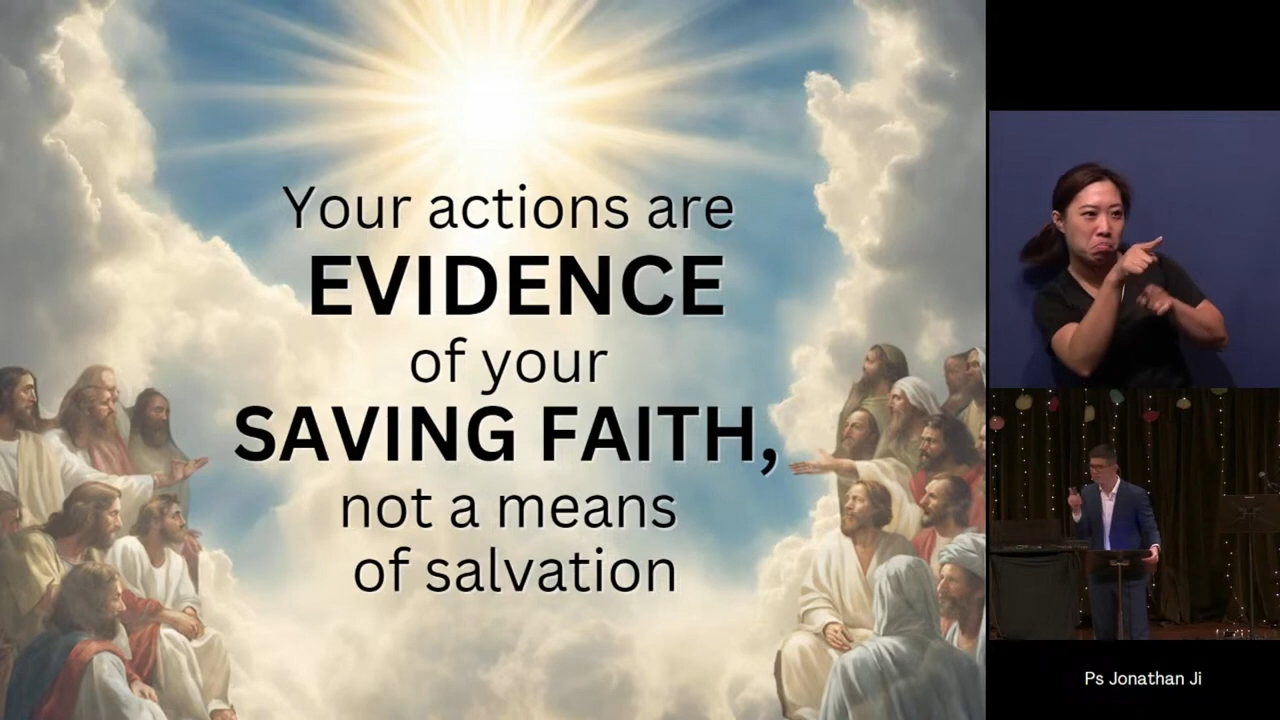 Your actions are
EVIDENCE
of your
SAVING FAITH,
not a means
of salvation
Ps Jonathan Ji